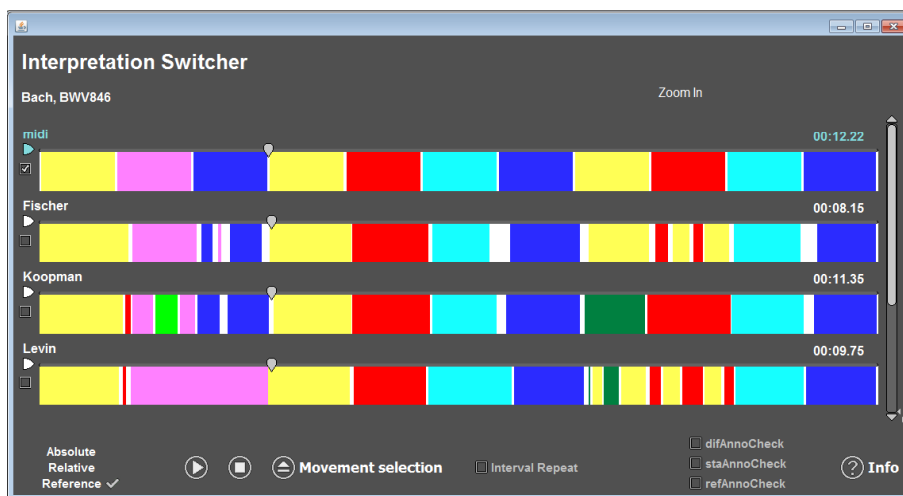 Interpretation Switcher
Bach, BWV846
Zoom In
midi
00:12.22
Fischer
00:08.15
Koopman
00:11.35
Levin
00:09.75
Absolute
Relative
Reference
Movement selection
Interval Repeat
difAnnoCheck
staAnnoCheck
refAnnoCheck
? Info